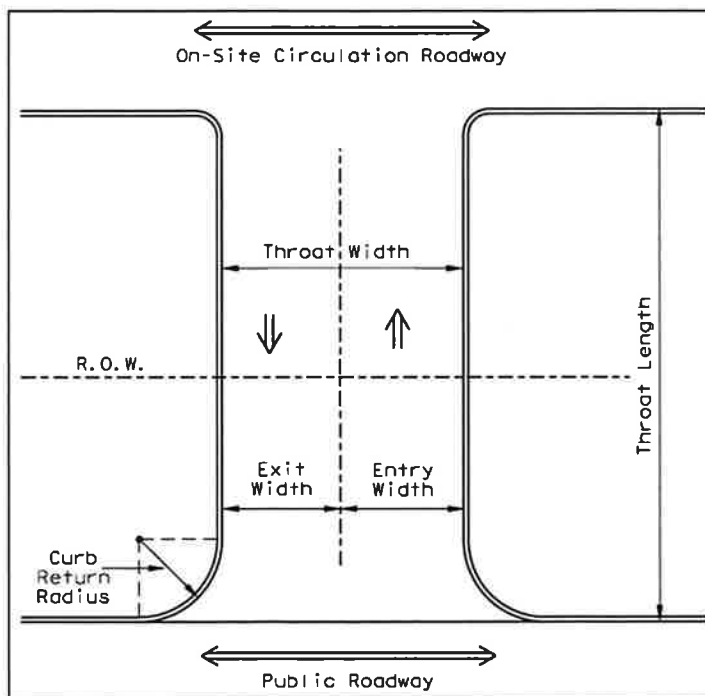 On-Site Circulation Roadway
Throat Width
R.O.W.
Throat Length
Exit
Width
Entry
Width
Curb
Return
Radius
Public Roadway